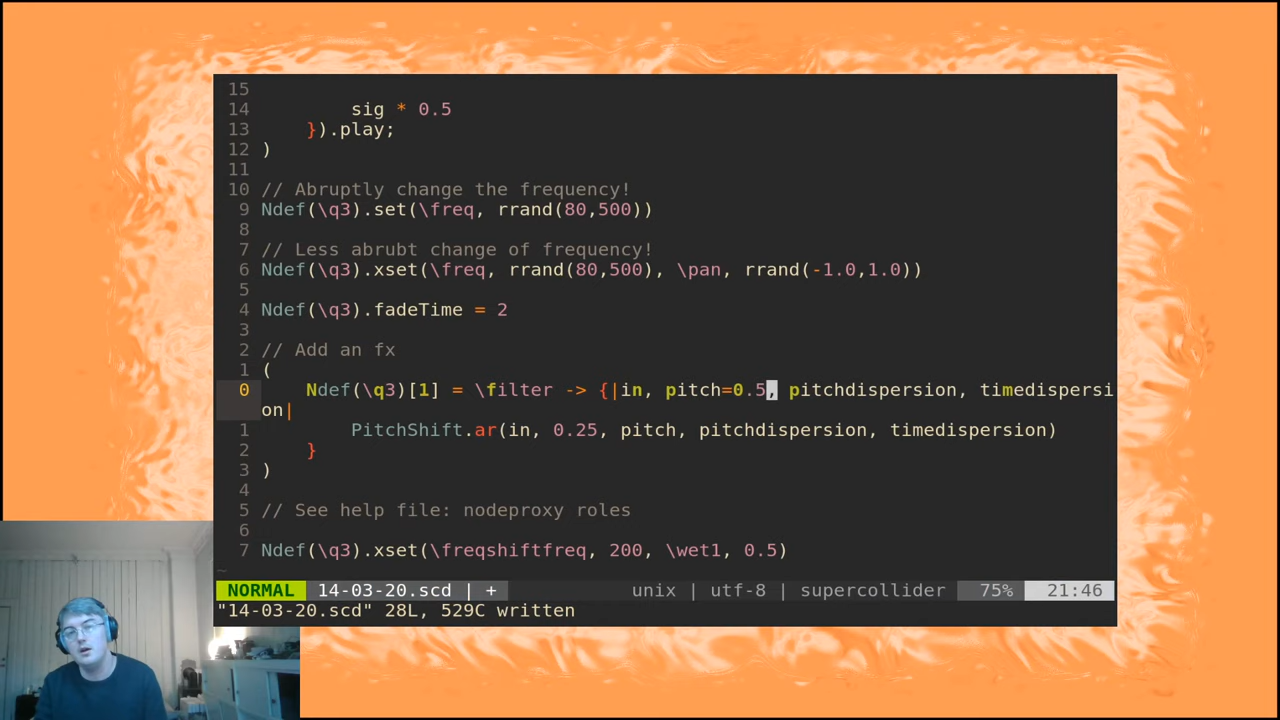 15
14         sig * 0.5
13     }).play;
12 )
11
10 // Abruptly change the frequency!
9 Ndef(\q3).set(\freq, rrand(80,500))
8
7 // Less abrubt change of frequency!
6 Ndef(\q3).xset(\freq, rrand(80,500), \pan, rrand(-1.0,1.0))
5
4 Ndef(\q3).fadeTime = 2
3
2 // Add an fx
1 (
0     Ndef(\q3)[1] = \filter -> {|in, pitch=0.5, pitchdispersion, timedispersi
on|
1         PitchShift.ar(in, 0.25, pitch, pitchdispersion, timedispersion)
2     }
3 )
4
5 // See help file: nodeproxy roles
6
7 Ndef(\q3).xset(\freqshiftfreq, 200, \wet1, 0.5)
~
NORMAL 14-03-20.scd | + unix | utf-8 | supercollider 75% 21:46
"14-03-20.scd" 28L, 529C written